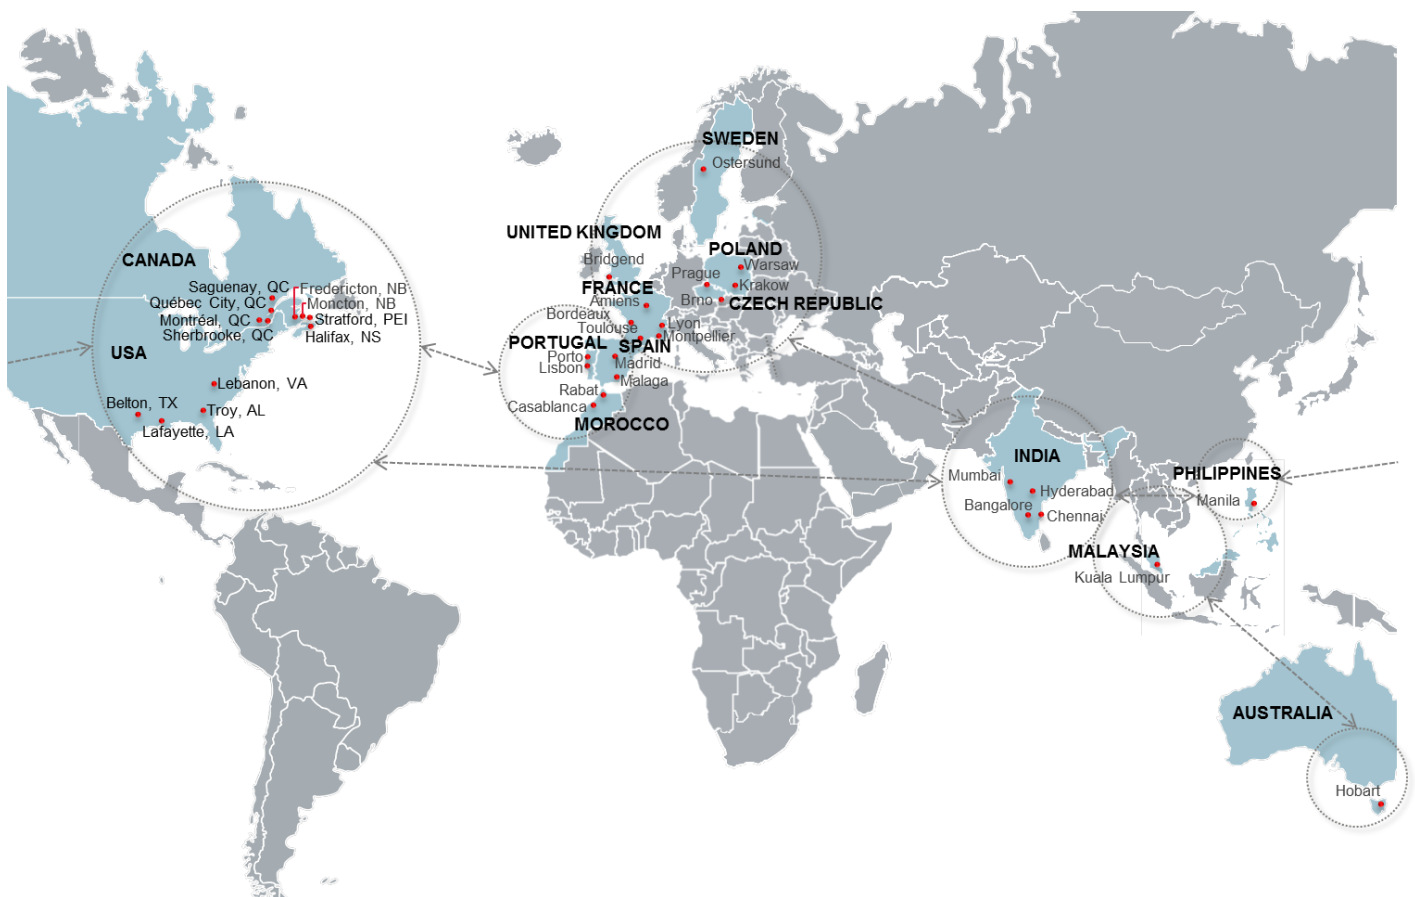 SWEDEN
Ostersund
UNITED KINGDOM
Bridgend
POLAND
Warsaw
Prague
Krakow
FRANCE
Amiens
Brno
CZECH REPUBLIC
Bordeaux
Toulouse
Lyon
Montpellier
PORTUGAL
SPAIN
Porto
Lisbon
Madrid
Malaga
Rabat
Casablanca
MOROCCO
CANADA
Saguenay, QC
Fredericton, NB
Québec City, QC
Moncton, NB
Montréal, QC
Stratford, PEI
Sherbrooke, QC
Halifax, NS
USA
Lebanon, VA
Belton, TX
Troy, AL
Lafayette, LA
INDIA
Mumbai
Hyderabad
Bangalore
Chennai
PHILIPPINES
Manila
MALAYSIA
Kuala Lumpur
AUSTRALIA
Hobart